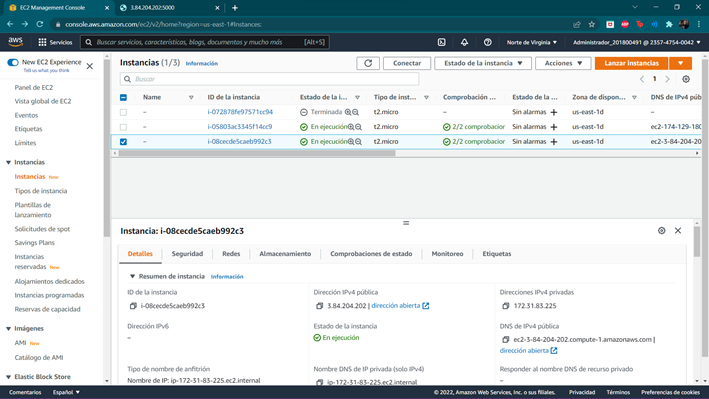 EC2 Management Console
3.84.204.202:5000
console.aws.amazon.com/ec2/v2/home?region=us-east-1#Instances:
aws
Servicios
Buscar servicios, características, blogs, documentos y mucho más [Alt+S]
Norte de Virginia
Administrador_201800491 @ 2357-4754-0042
New EC2 Experience
Tell us what you think
Panel de EC2
Vista global de EC2
Eventos
Etiquetas
Límites
Instancias
Instancias New
Tipos de instancia
Plantillas de
lanzamiento
Solicitudes de spot
Savings Plans
Instancias
reservadas New
Alojamientos dedicados
Instancias programadas
Reservas de capacidad
Imágenes
AMI New
Catálogo de AMI
Elastic Block Store
Instancias (1/3) Información
Conectar
Estado de la instancia
Acciones
Lanzar instancias
Buscar
1
Name ID de la instancia Estado de la i... Tipo de inst... Comprobación Estado de la ... Zona de dispon... DNS de IPv4 públ
– i-072878fe97571cc94 Terminada t2.micro – Sin alarmas us-east-1d –
– i-05803ac3345f14cc9 En ejecución t2.micro 2/2 comprobacior Sin alarmas us-east-1d ec2-174-129-180
– i-08cecde5caeb992c3 En ejecución t2.micro 2/2 comprobacior Sin alarmas us-east-1d ec2-3-84-204-202
Instancia: i-08cecde5caeb992c3
Detalles Seguridad Redes Almacenamiento Comprobaciones de estado Monitoreo Etiquetas
Resumen de instancia Información
ID de la instancia
i-08cecde5caeb992c3
Dirección IPv4 pública
3.84.204.202 | dirección abierta
Direcciones IPv4 privadas
172.31.83.225
Dirección IPv6
–
Estado de la instancia
En ejecución
DNS de IPv4 pública
ec2-3-84-204-202.compute-1.amazonaws.com |
dirección abierta
Tipo de nombre de anfitrión
Nombre de IP: ip-172-31-83-225.ec2.internal
Nombre DNS de IP privada (solo IPv4)
ip-172-31-83-225.ec2.internal
Responder al nombre DNS de recurso privado
–
Comentarios Español
© 2022, Amazon Web Services, Inc. o sus filiales. Privacidad Términos Preferencias de cookies